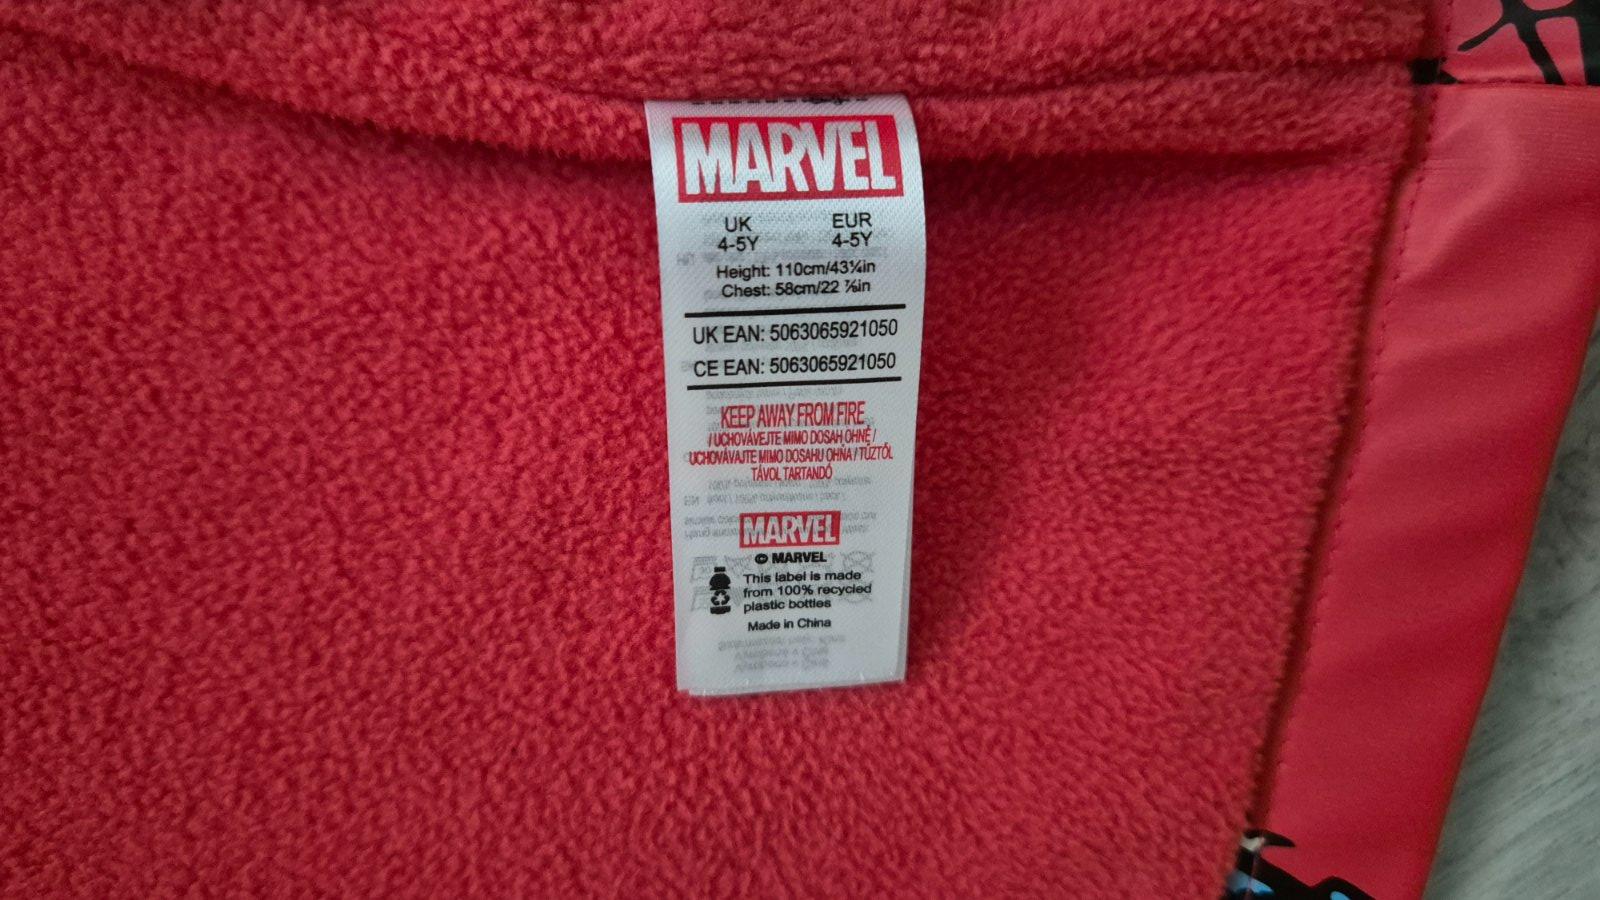 MARVEL
UK EUR
4-5Y 4-5Y
Height: 110cm/43¼in
Chest: 58cm/22 ⅞in
UK EAN: 5063065921050
CE EAN: 5063065921050
KEEP AWAY FROM FIRE
/ UCHOVÁVEJTE MIMO DOSAH OHNĚ /
UCHOVÁVAJTE MIMO DOSAHU OHŇA / TŰZTŐL
TÁVOL TARTANDÓ
MARVEL
© MARVEL
This label is made
from 100% recycled
plastic bottles
Made in China